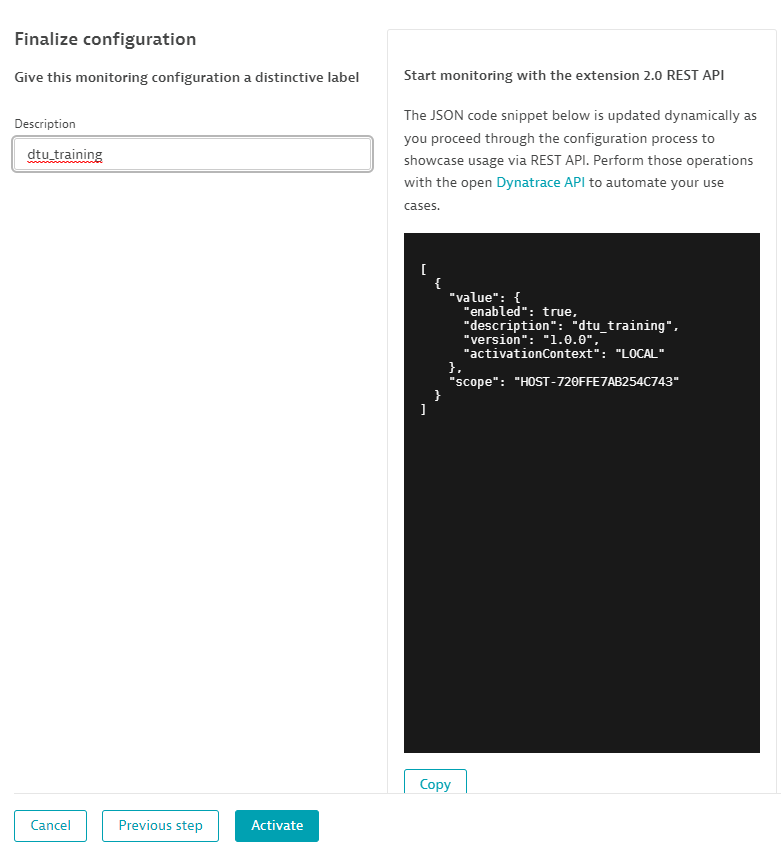 Finalize configuration
Give this monitoring configuration a distinctive label
Description
dtu_training
Start monitoring with the extension 2.0 REST API
The JSON code snippet below is updated dynamically as
you proceed through the configuration process to
showcase usage via REST API. Perform those operations
with the open Dynatrace API to automate your use
cases.
[
  {
    "value": {
      "enabled": true,
      "description": "dtu_training",
      "version": "1.0.0",
      "activationContext": "LOCAL"
    },
    "scope": "HOST-720FFE7AB254C743"
  }
]
Copy
Cancel
Previous step
Activate